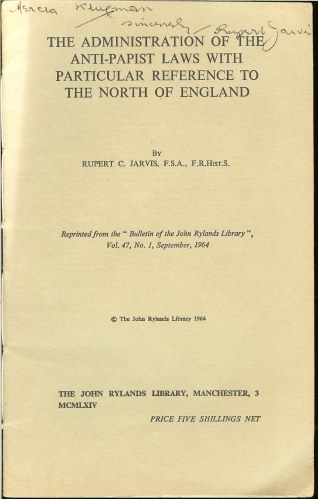 sincerely
Rupert Jarvis
THE ADMINISTRATION OF THE
ANTI-PAPIST LAWS WITH
PARTICULAR REFERENCE TO
THE NORTH OF ENGLAND
BY
RUPERT C. JARVIS, F.S.A., F.R.HIST.S.
Reprinted from the “ Bulletin of the John Rylands Library ”,
Vol. 47, No. 1, September, 1964
© The John Rylands Library 1964
THE JOHN RYLANDS LIBRARY, MANCHESTER, 3
MCMLXIV
PRICE FIVE SHILLINGS NET